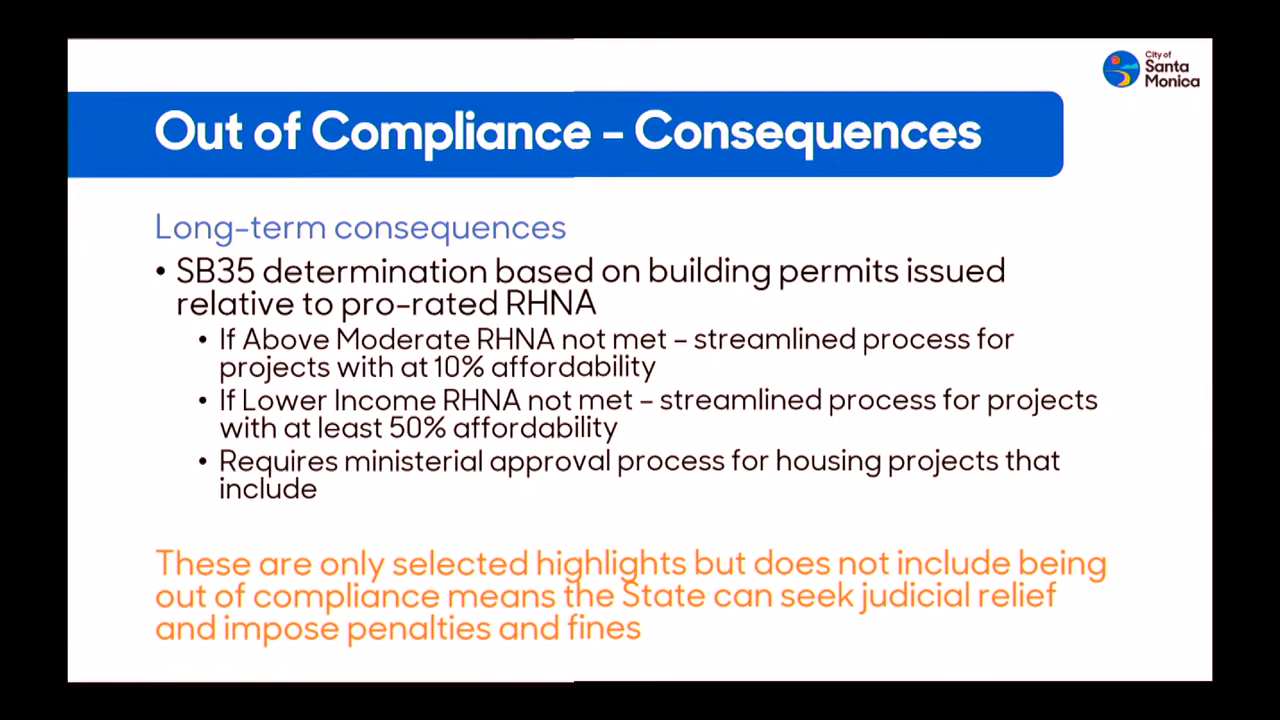 City of
Santa
Monica
Out of Compliance - Consequences
Long-term consequences
• SB35 determination based on building permits issued
relative to pro-rated RHNA
• If Above Moderate RHNA not met – streamlined process for
projects with at 10% affordability
• If Lower Income RHNA not met – streamlined process for projects
with at least 50% affordability
• Requires ministerial approval process for housing projects that
include
These are only selected highlights but does not include being
out of compliance means the State can seek judicial relief
and impose penalties and fines